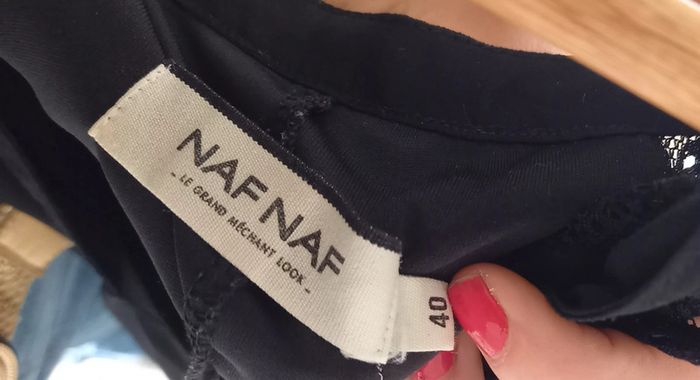 NAF NAF
_ LE GRAND MÉCHANT LOOK _
40